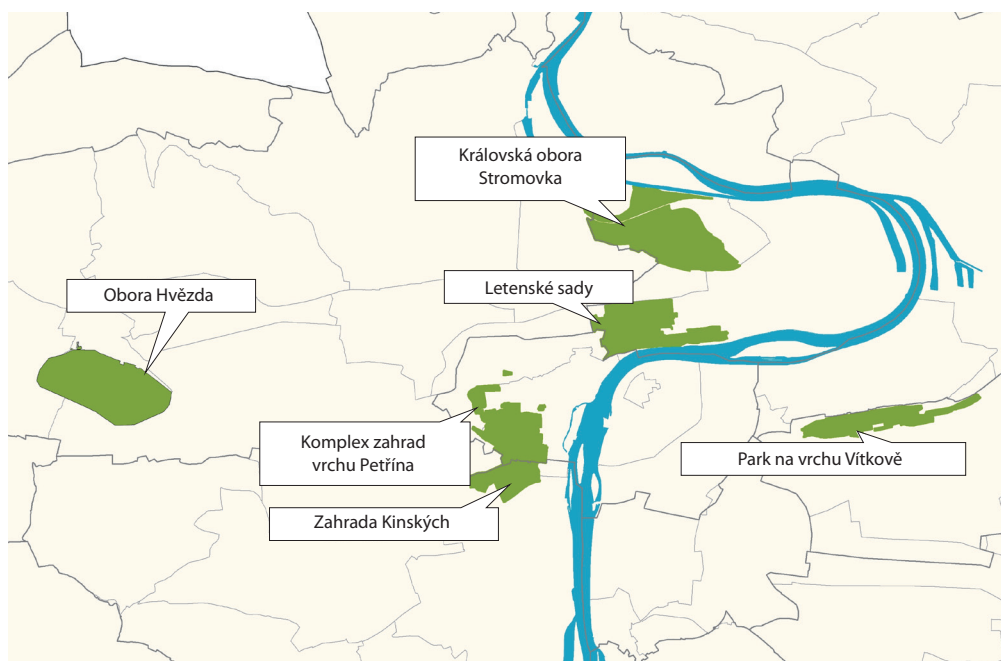 Královská obora
Stromovka
Obora Hvězda
Letenské sady
Komplex zahrad
vrchu Petřína
Park na vrchu Vítkově
Zahrada Kinských